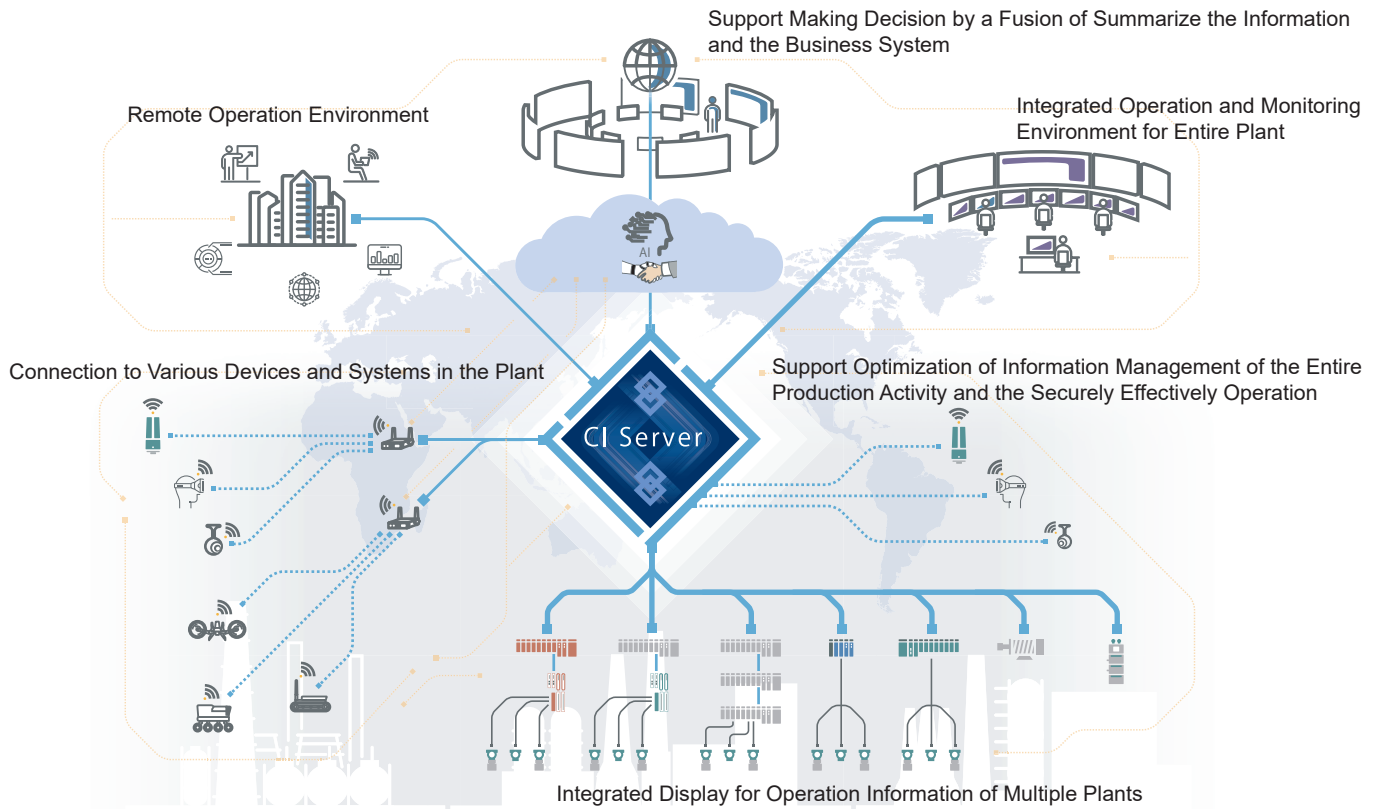 Support Making Decision by a Fusion of Summarize the Information
and the Business System
Remote Operation Environment
Integrated Operation and Monitoring
Environment for Entire Plant
AI
Connection to Various Devices and Systems in the Plant
Support Optimization of Information Management of the Entire
Production Activity and the Securely Effectively Operation
CI Server
Integrated Display for Operation Information of Multiple Plants